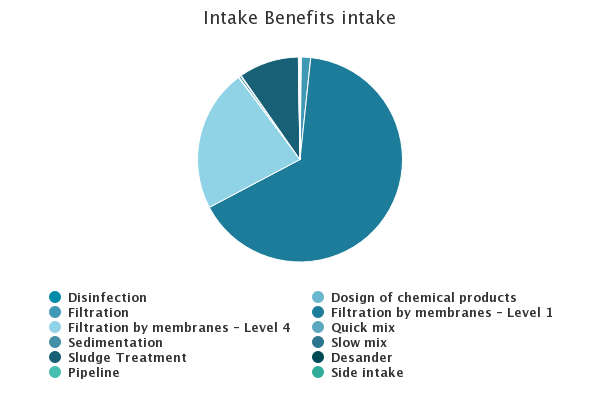 Intake Benefits intake
Disinfection
Dosign of chemical products
Filtration
Filtration by membranes - Level 1
Filtration by membranes - Level 4
Quick mix
Sedimentation
Slow mix
Sludge Treatment
Desander
Pipeline
Side intake